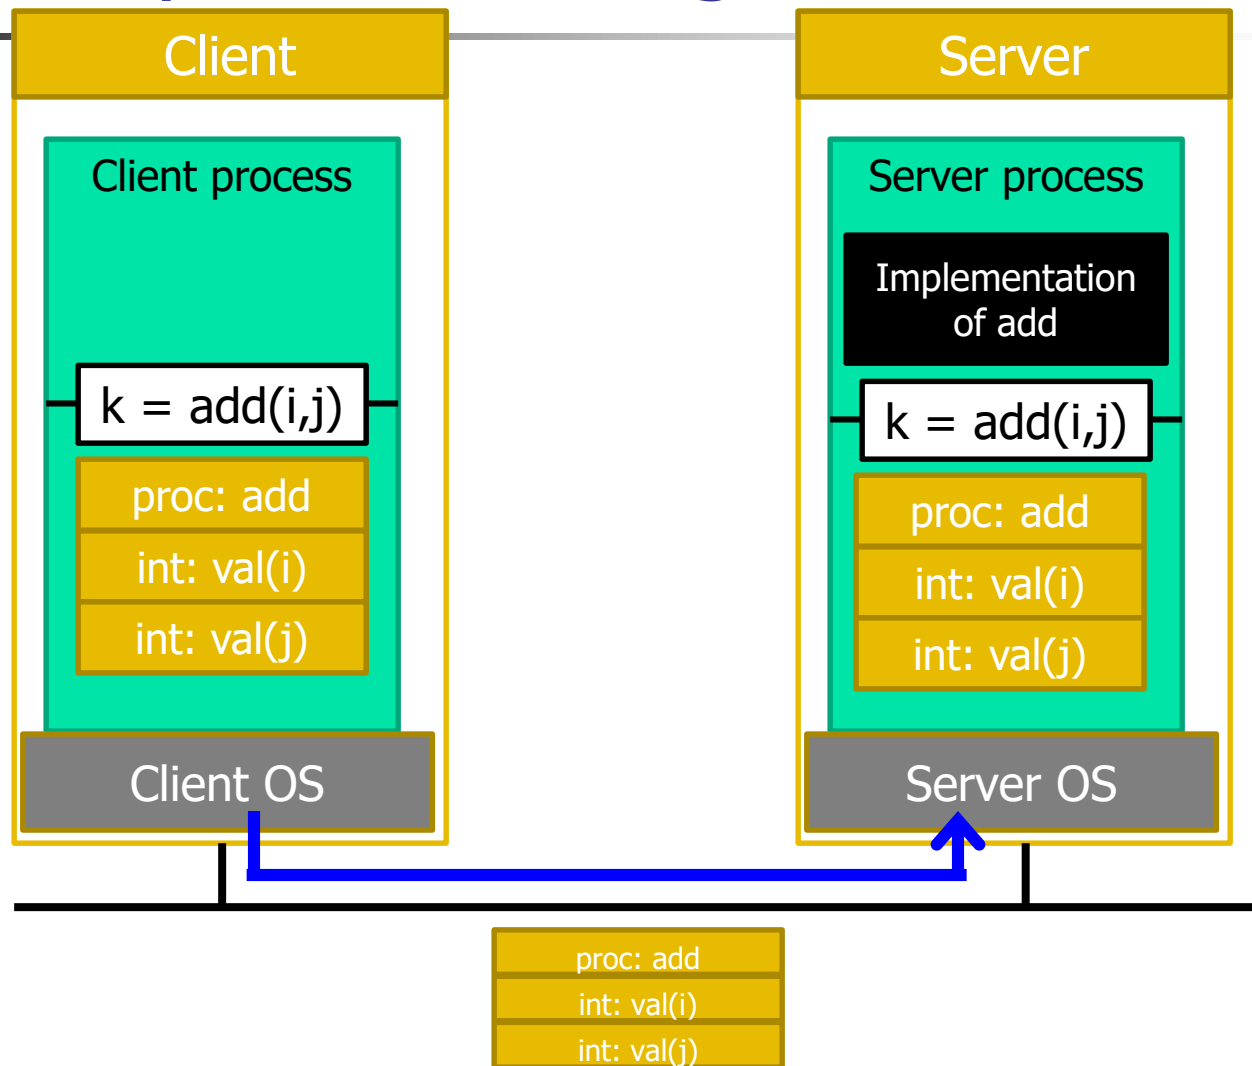 Client
Client process
k = add(i,j)
proc: add
int: val(i)
int: val(j)
Client OS
Server
Server process
Implementation
of add
k = add(i,j)
proc: add
int: val(i)
int: val(j)
Server OS
proc: add
int: val(i)
int: val(j)